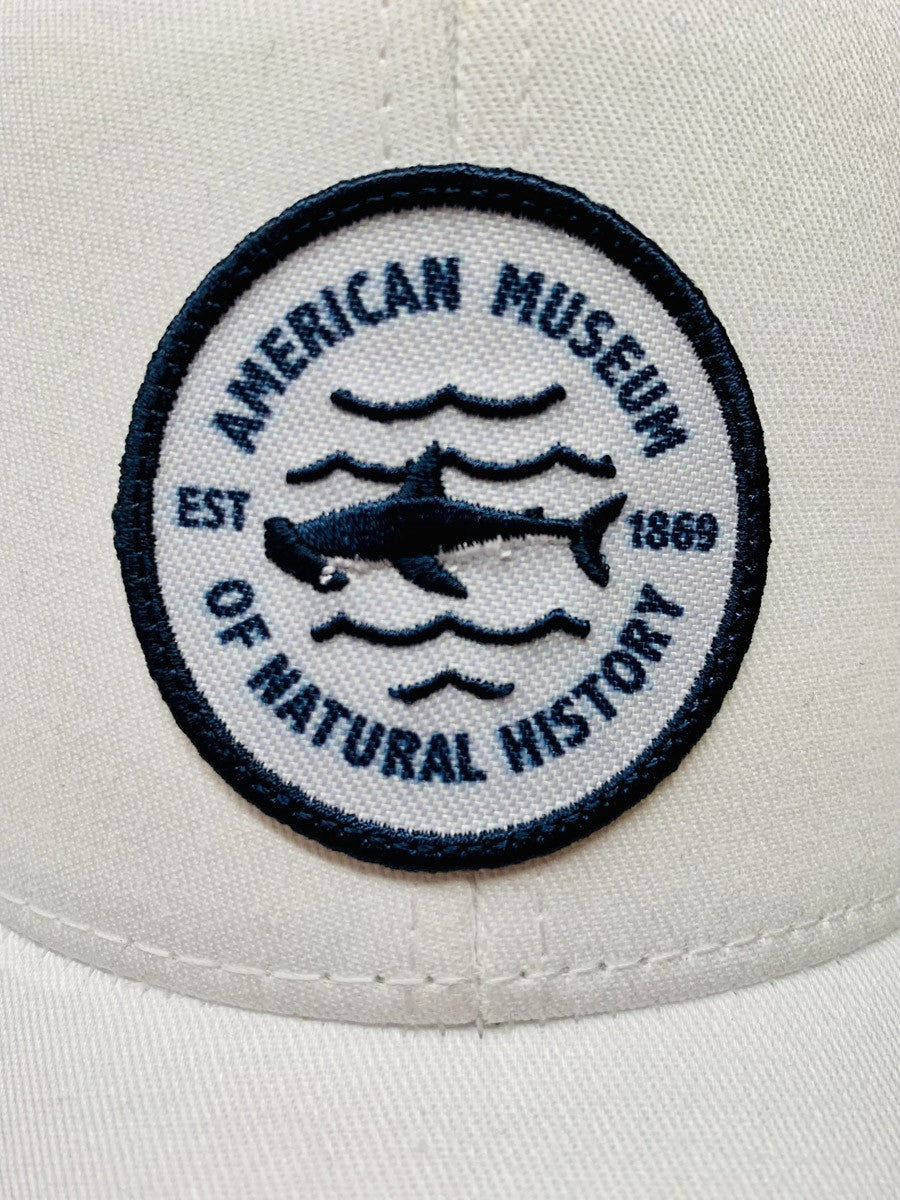 AMERICAN MUSEUM
EST 1869
OF NATURAL HISTORY